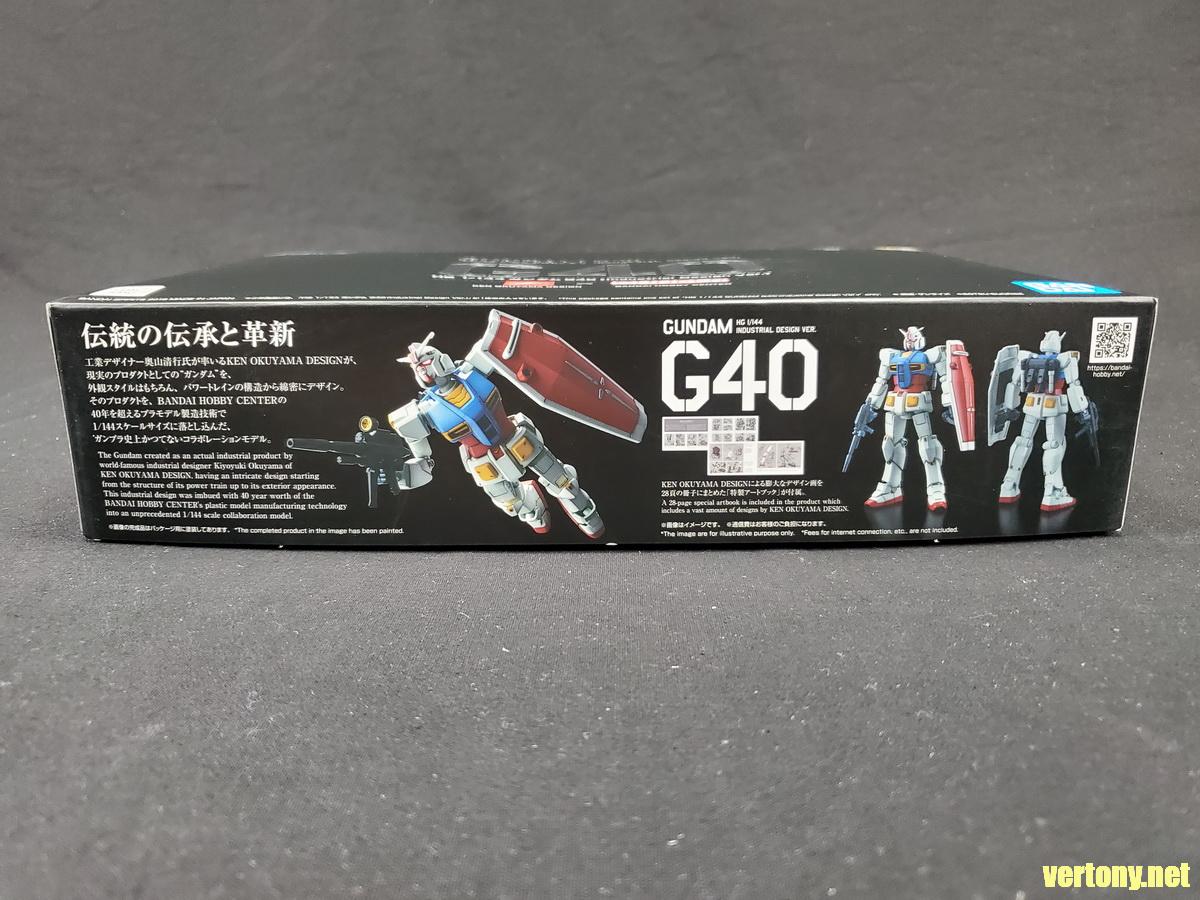 伝統の伝承と革新
工業デザイナー奥山清行氏が率いるKEN OKUYAMA DESIGNが、
現実のプロダクトとしての"ガンダム"を、
外観スタイルはもちろん、パワートレインの構造から綿密にデザイン。
そのプロダクトを、BANDAI HOBBY CENTERの
40年を超えるプラモデル製造技術で
1/144スケールサイズに落とし込んだ、
"ガンプラ史上かつてないコラボレーションモデル。
The Gundam created as an actual industrial product by
world-famous industrial designer Kiyoyuki Okuyama of
KEN OKUYAMA DESIGN, having an intricate design starting
from the structure of its power train up to its exterior appearance.
This industrial design was imbued with 40 year worth of the
BANDAI HOBBY CENTER's plastic model manufacturing technology
into an unprecedented 1/144 scale collaboration model.
※画像の完成品はパッケージ用に塗装してあります。 *The completed product in the image has been painted.
GUNDAM HG 1/144
INDUSTRIAL DESIGN VER.
G40
KEN OKUYAMA DESIGNによる膨大なデザイン画を
28頁の冊子にまとめた「特製アートブック」が付属。
A 28-page special artbook is included in the product which
includes a vast amount of designs by KEN OKUYAMA DESIGN.
※画像はイメージです。 ※通信費はお客様のご負担になります。
*The image are for illustrative purpose only. *Fees for internet connection, etc., are not included.
https://bandai-
hobby.net/
vertony.net